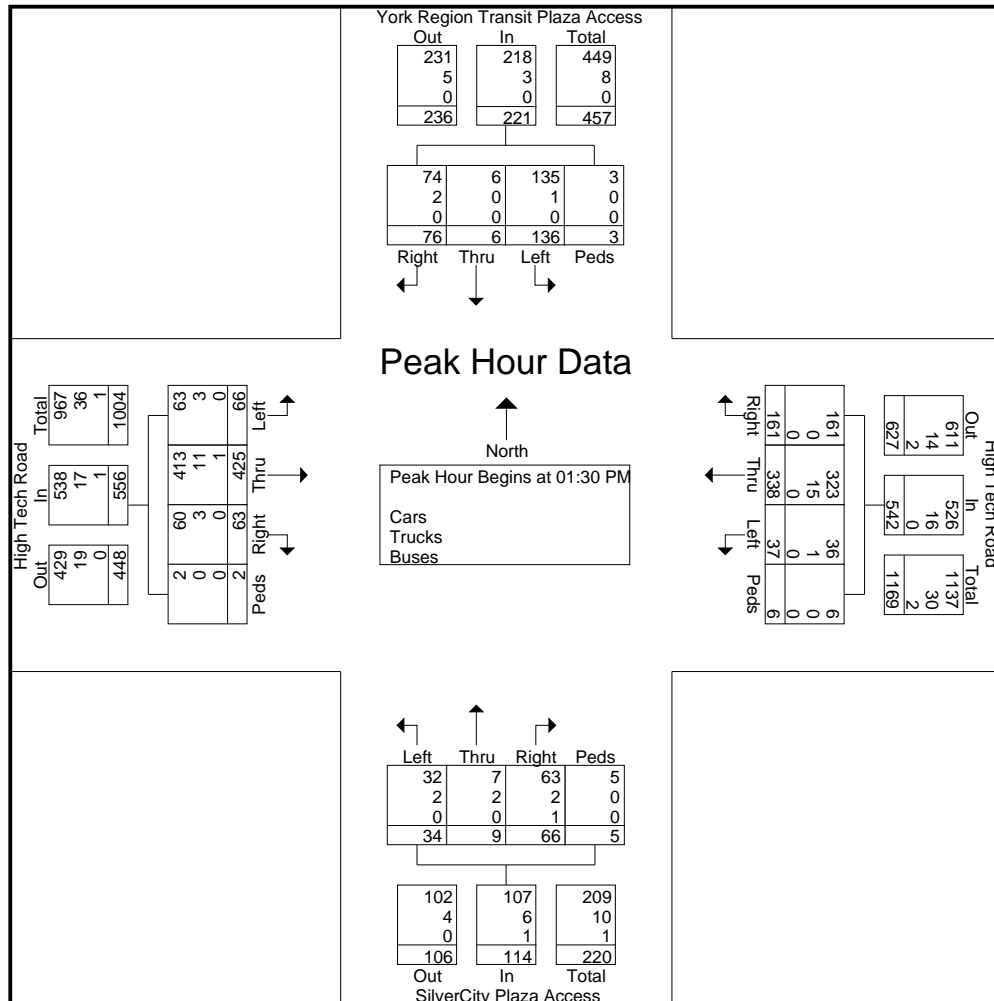 York Region Transit Plaza Access
Out In Total
231 218 449
5 3 8
0 0 0
236 221 457
74 6 135 3
2 0 1 0
0 0 0 0
76 6 136 3
Right Thru Left Peds
Peak Hour Data
North
Peak Hour Begins at 01:30 PM
Cars
Trucks
Buses
High Tech Road
Out In Total
429 538 967
19 17 36
0 1 1
448 556 1004
Peds Right Thru Left
2 60 413 63
0 3 11 3
0 0 1 0
2 63 425 66
High Tech Road
Out In Total
611 526 1137
14 16 30
2 0 2
627 542 1169
161 323 36 6
0 15 1 0
0 0 0 0
161 338 37 6
Right Thru Left Peds
Left Thru Right Peds
32 7 63 5
2 2 2 0
0 0 1 0
34 9 66 5
102 107 209
4 6 10
0 1 1
106 114 220
Out In Total
SilverCity Plaza Access